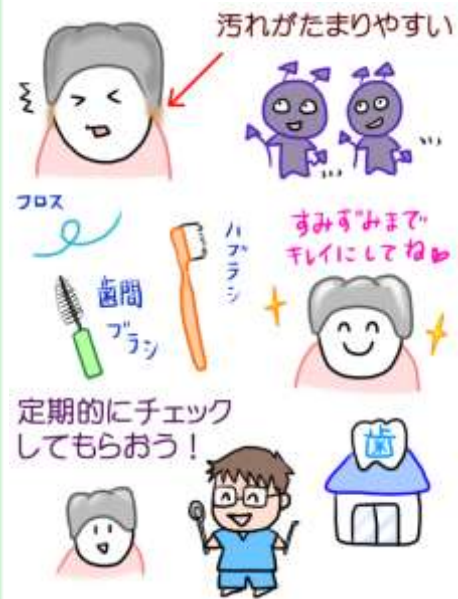 汚れがたまりやすい
フロス
ハブラシ
歯間
ブラシ
すみずみまで
キレイにしてね
定期的にチェック
してもらおう！
歯